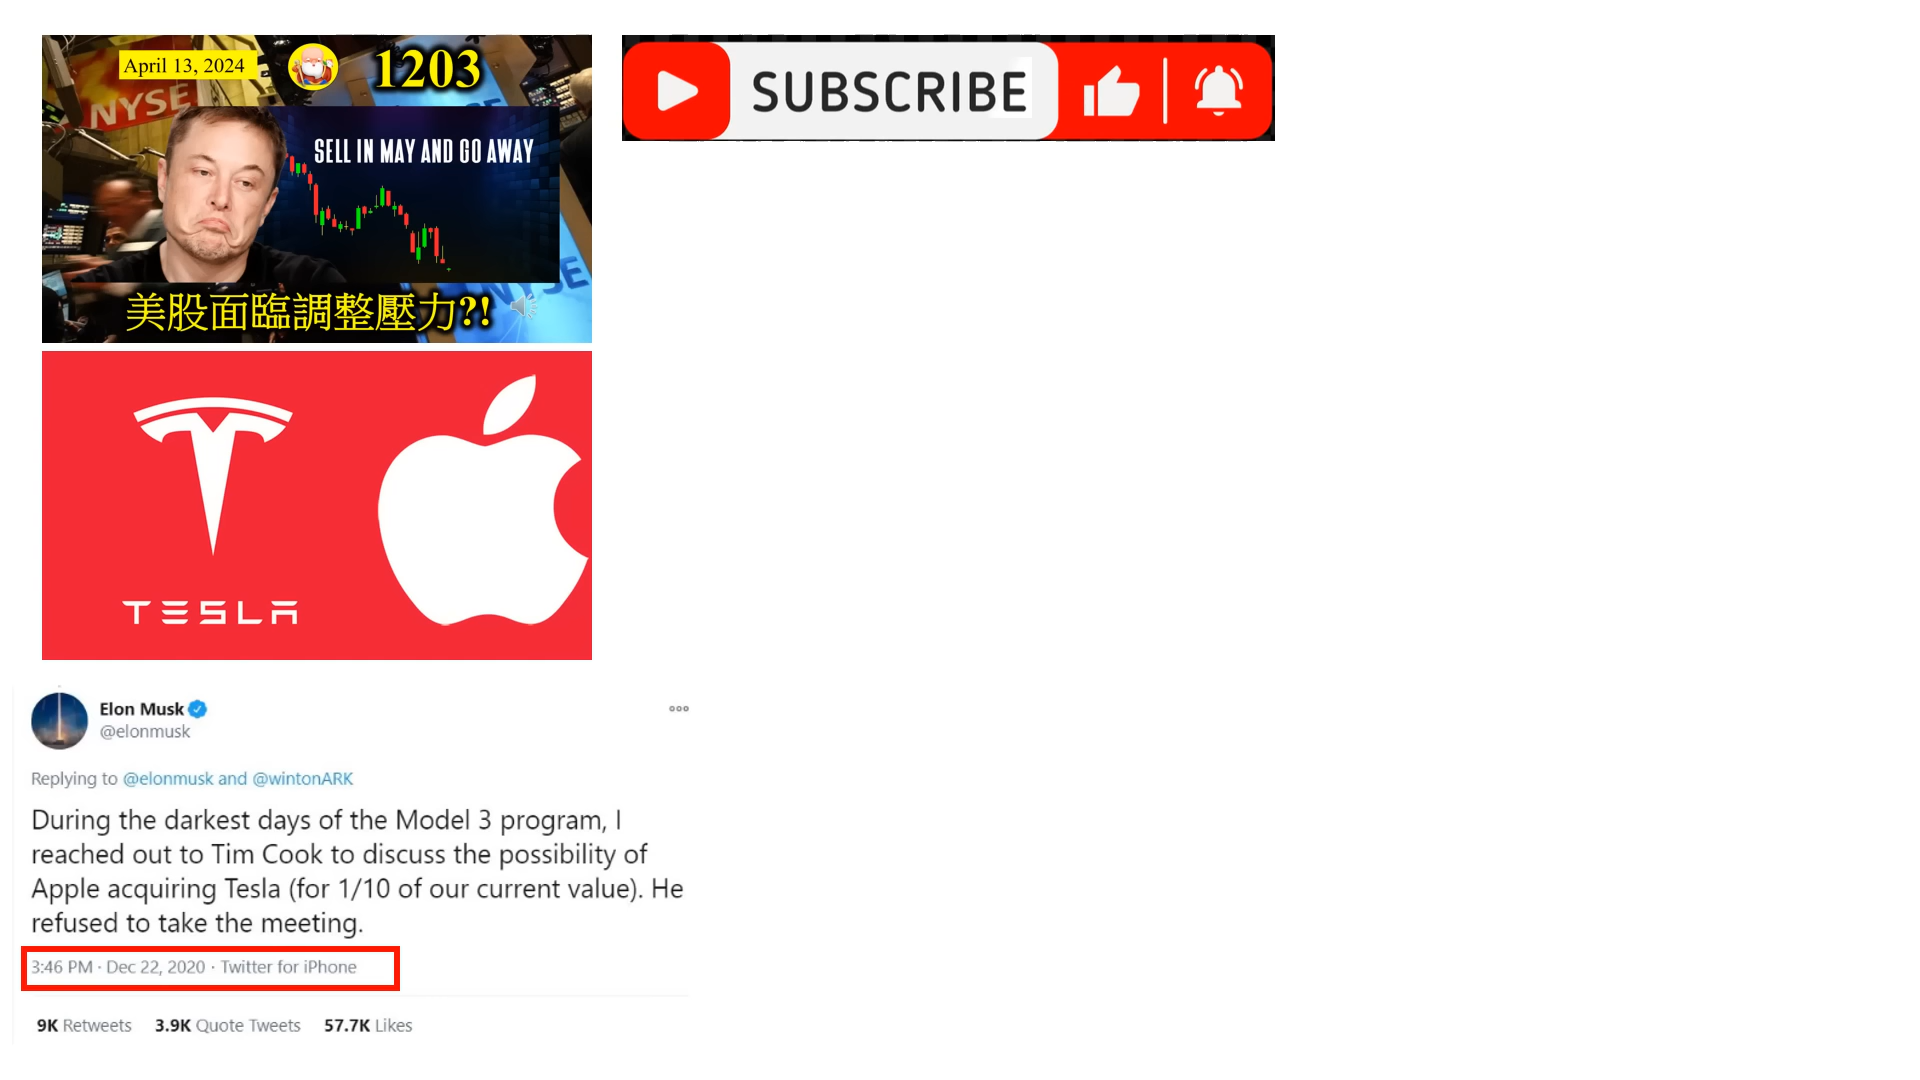 April 13, 2024
1203
NYSE
SELL IN MAY AND GO AWAY
NYSE
美股面臨調整壓力?!
SUBSCRIBE
TESLA
Elon Musk
@elonmusk
Replying to @elonmusk and @wintonARK
During the darkest days of the Model 3 program, I
reached out to Tim Cook to discuss the possibility of
Apple acquiring Tesla (for 1/10 of our current value). He
refused to take the meeting.
3:46 PM · Dec 22, 2020 · Twitter for iPhone
9K Retweets 3.9K Quote Tweets 57.7K Likes